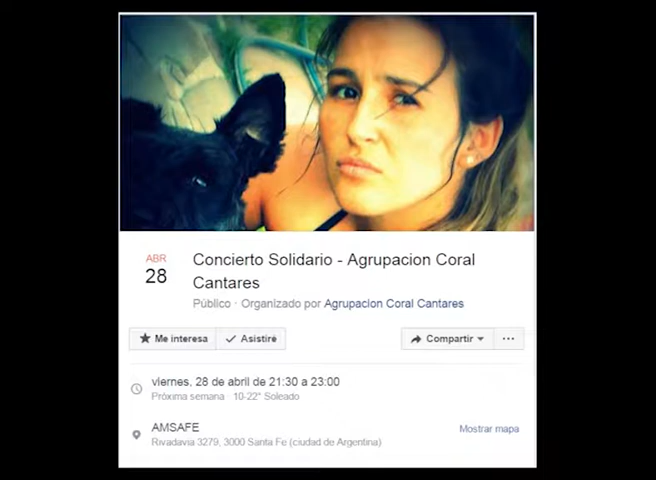 ABR
28
Concierto Solidario - Agrupacion Coral
Cantares
Público · Organizado por Agrupacion Coral Cantares
Me interesa
Asistiré
Compartir
viernes, 28 de abril de 21:30 a 23:00
Próxima semana · 10-22° Soleado
AMSAFE
Mostrar mapa
Rivadavia 3279, 3000 Santa Fe (ciudad de Argentina)